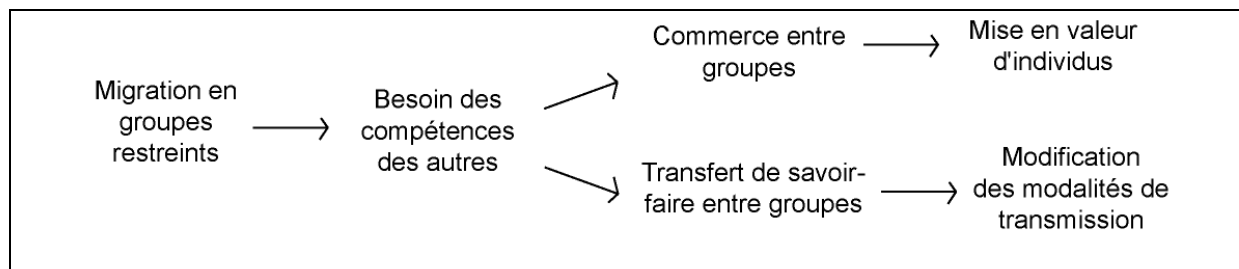 Migration en
groupes
restreints
Besoin des
compétences
des autres
Commerce entre
groupes
Mise en valeur
d'individus
Transfert de savoir-
faire entre groupes
Modification
des modalités de
transmission